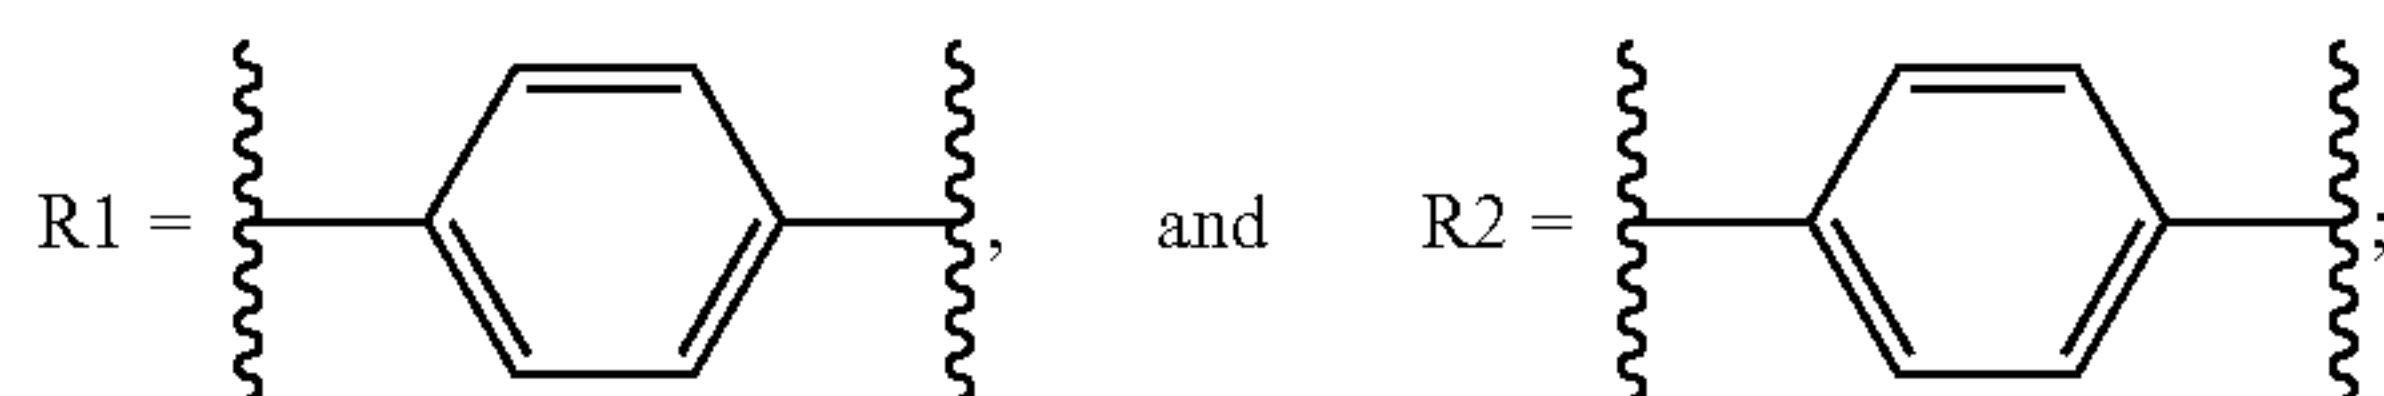 R1 = , and R2 = ;